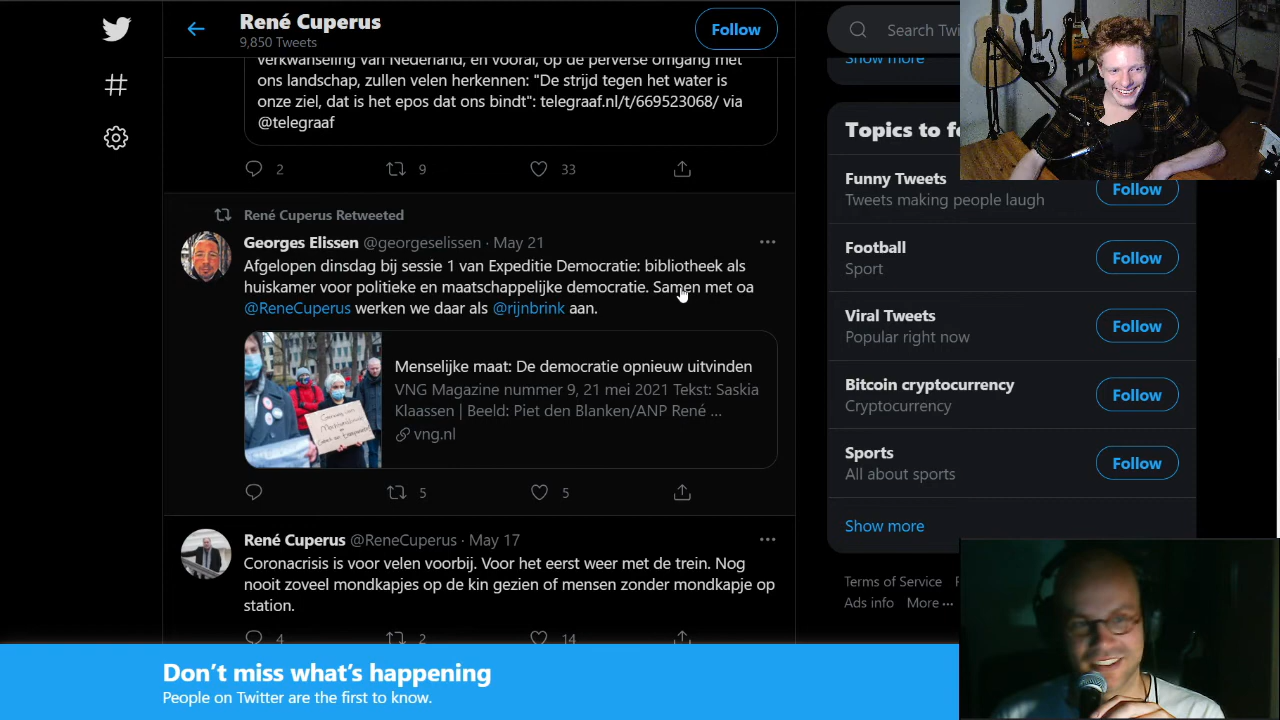 René Cuperus
9,850 Tweets
Follow
Search Twi
verkwanseling van Nederland, en vooral, op de perverse omgang met
ons landschap, zullen velen herkennen: "De strijd tegen het water is
onze ziel, dat is het epos dat ons bindt": telegraaf.nl/t/669523068/ via
@telegraaf
2
9
33
René Cuperus Retweeted
Georges Elissen @georgeselissen · May 21
Afgelopen dinsdag bij sessie 1 van Expeditie Democratie: bibliotheek als
huiskamer voor politieke en maatschappelijke democratie. Samen met oa
@ReneCuperus werken we daar als @rijnbrink aan.
Menselijke maat: De democratie opnieuw uitvinden
VNG Magazine nummer 9, 21 mei 2021 Tekst: Saskia
Klaassen | Beeld: Piet den Blanken/ANP René ...
vng.nl
5
5
René Cuperus @ReneCuperus · May 17
Coronacrisis is voor velen voorbij. Voor het eerst weer met de trein. Nog
nooit zoveel mondkapjes op de kin gezien of mensen zonder mondkapje op
station.
4
2
14
Show more
Topics to fo
Funny Tweets
Tweets making people laugh
Follow
Football
Sport
Follow
Viral Tweets
Popular right now
Follow
Bitcoin cryptocurrency
Cryptocurrency
Follow
Sports
All about sports
Follow
Show more
Terms of Service
Ads info
More ...
Don't miss what's happening
People on Twitter are the first to know.